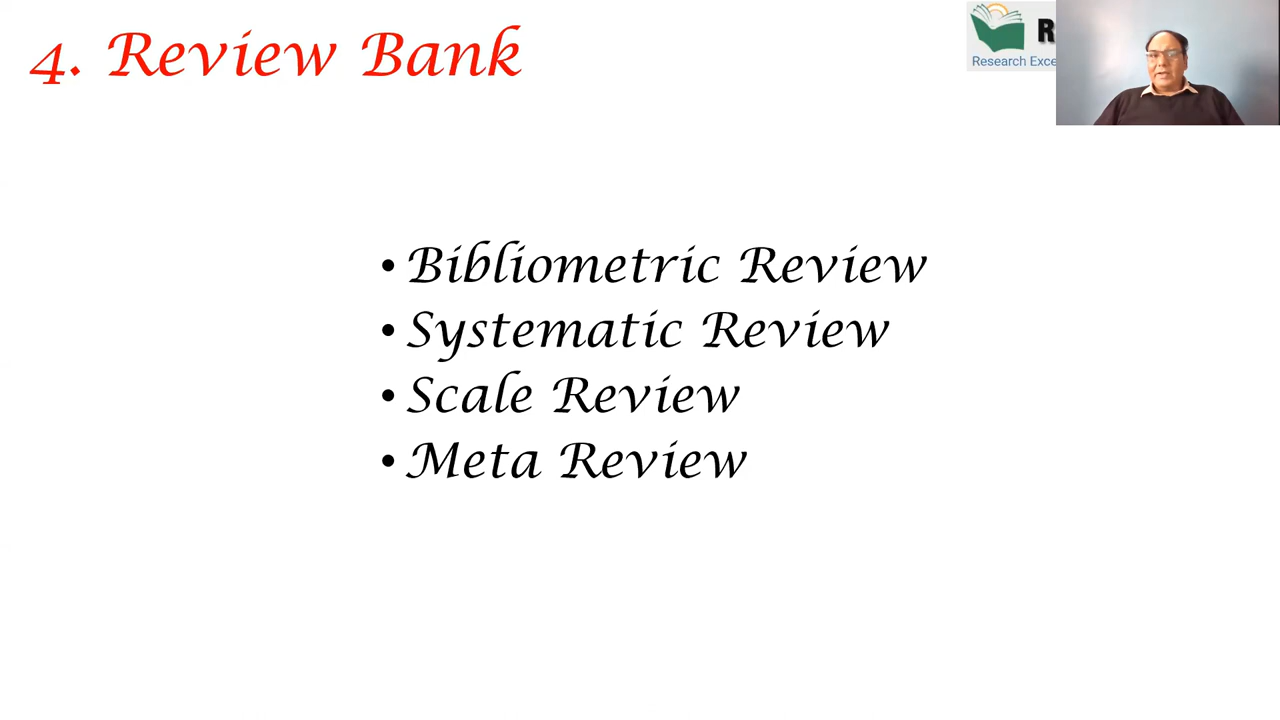 4. Review Bank
R
Research Exce
• Bibliometric Review
• Systematic Review
• Scale Review
• Meta Review